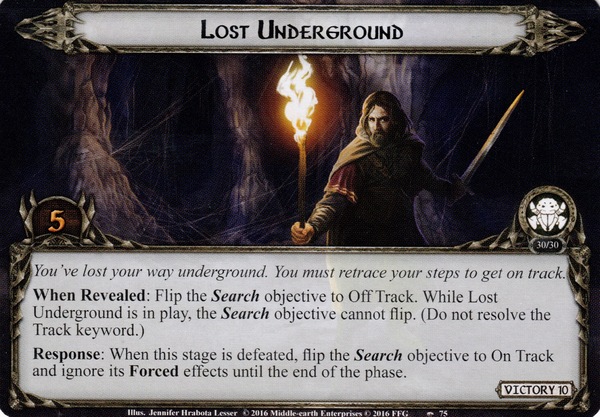 Lost Underground
5
30/30
You've lost your way underground. You must retrace your steps to get on track.
When Revealed: Flip the Search objective to Off Track. While Lost
Underground is in play, the Search objective cannot flip. (Do not resolve the
Track keyword.)
Response: When this stage is defeated, flip the Search objective to On Track
and ignore its Forced effects until the end of the phase.
VICTORY 10
Illus. Jennifer Hrabota Lesser © 2016 Middle-earth Enterprises © 2016 FFG 75